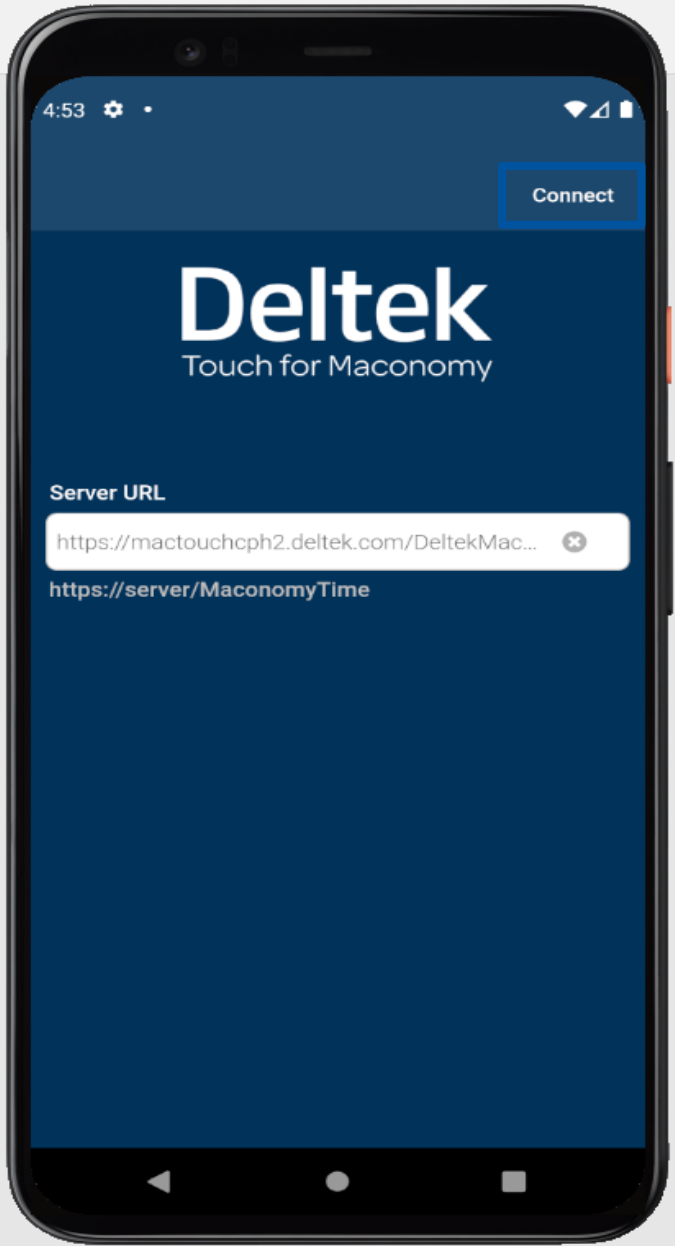 4:53
Connect
Deltek
Touch for Maconomy
Server URL
https://mactouchcph2.deltek.com/DeltekMac...
https://server/MaconomyTime